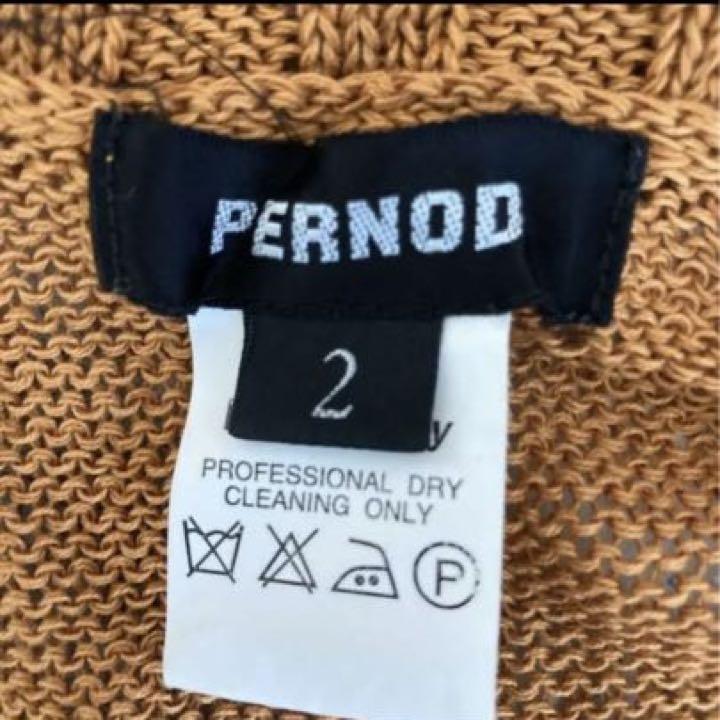 PERNOD
2
y
PROFESSIONAL DRY
CLEANING ONLY
P